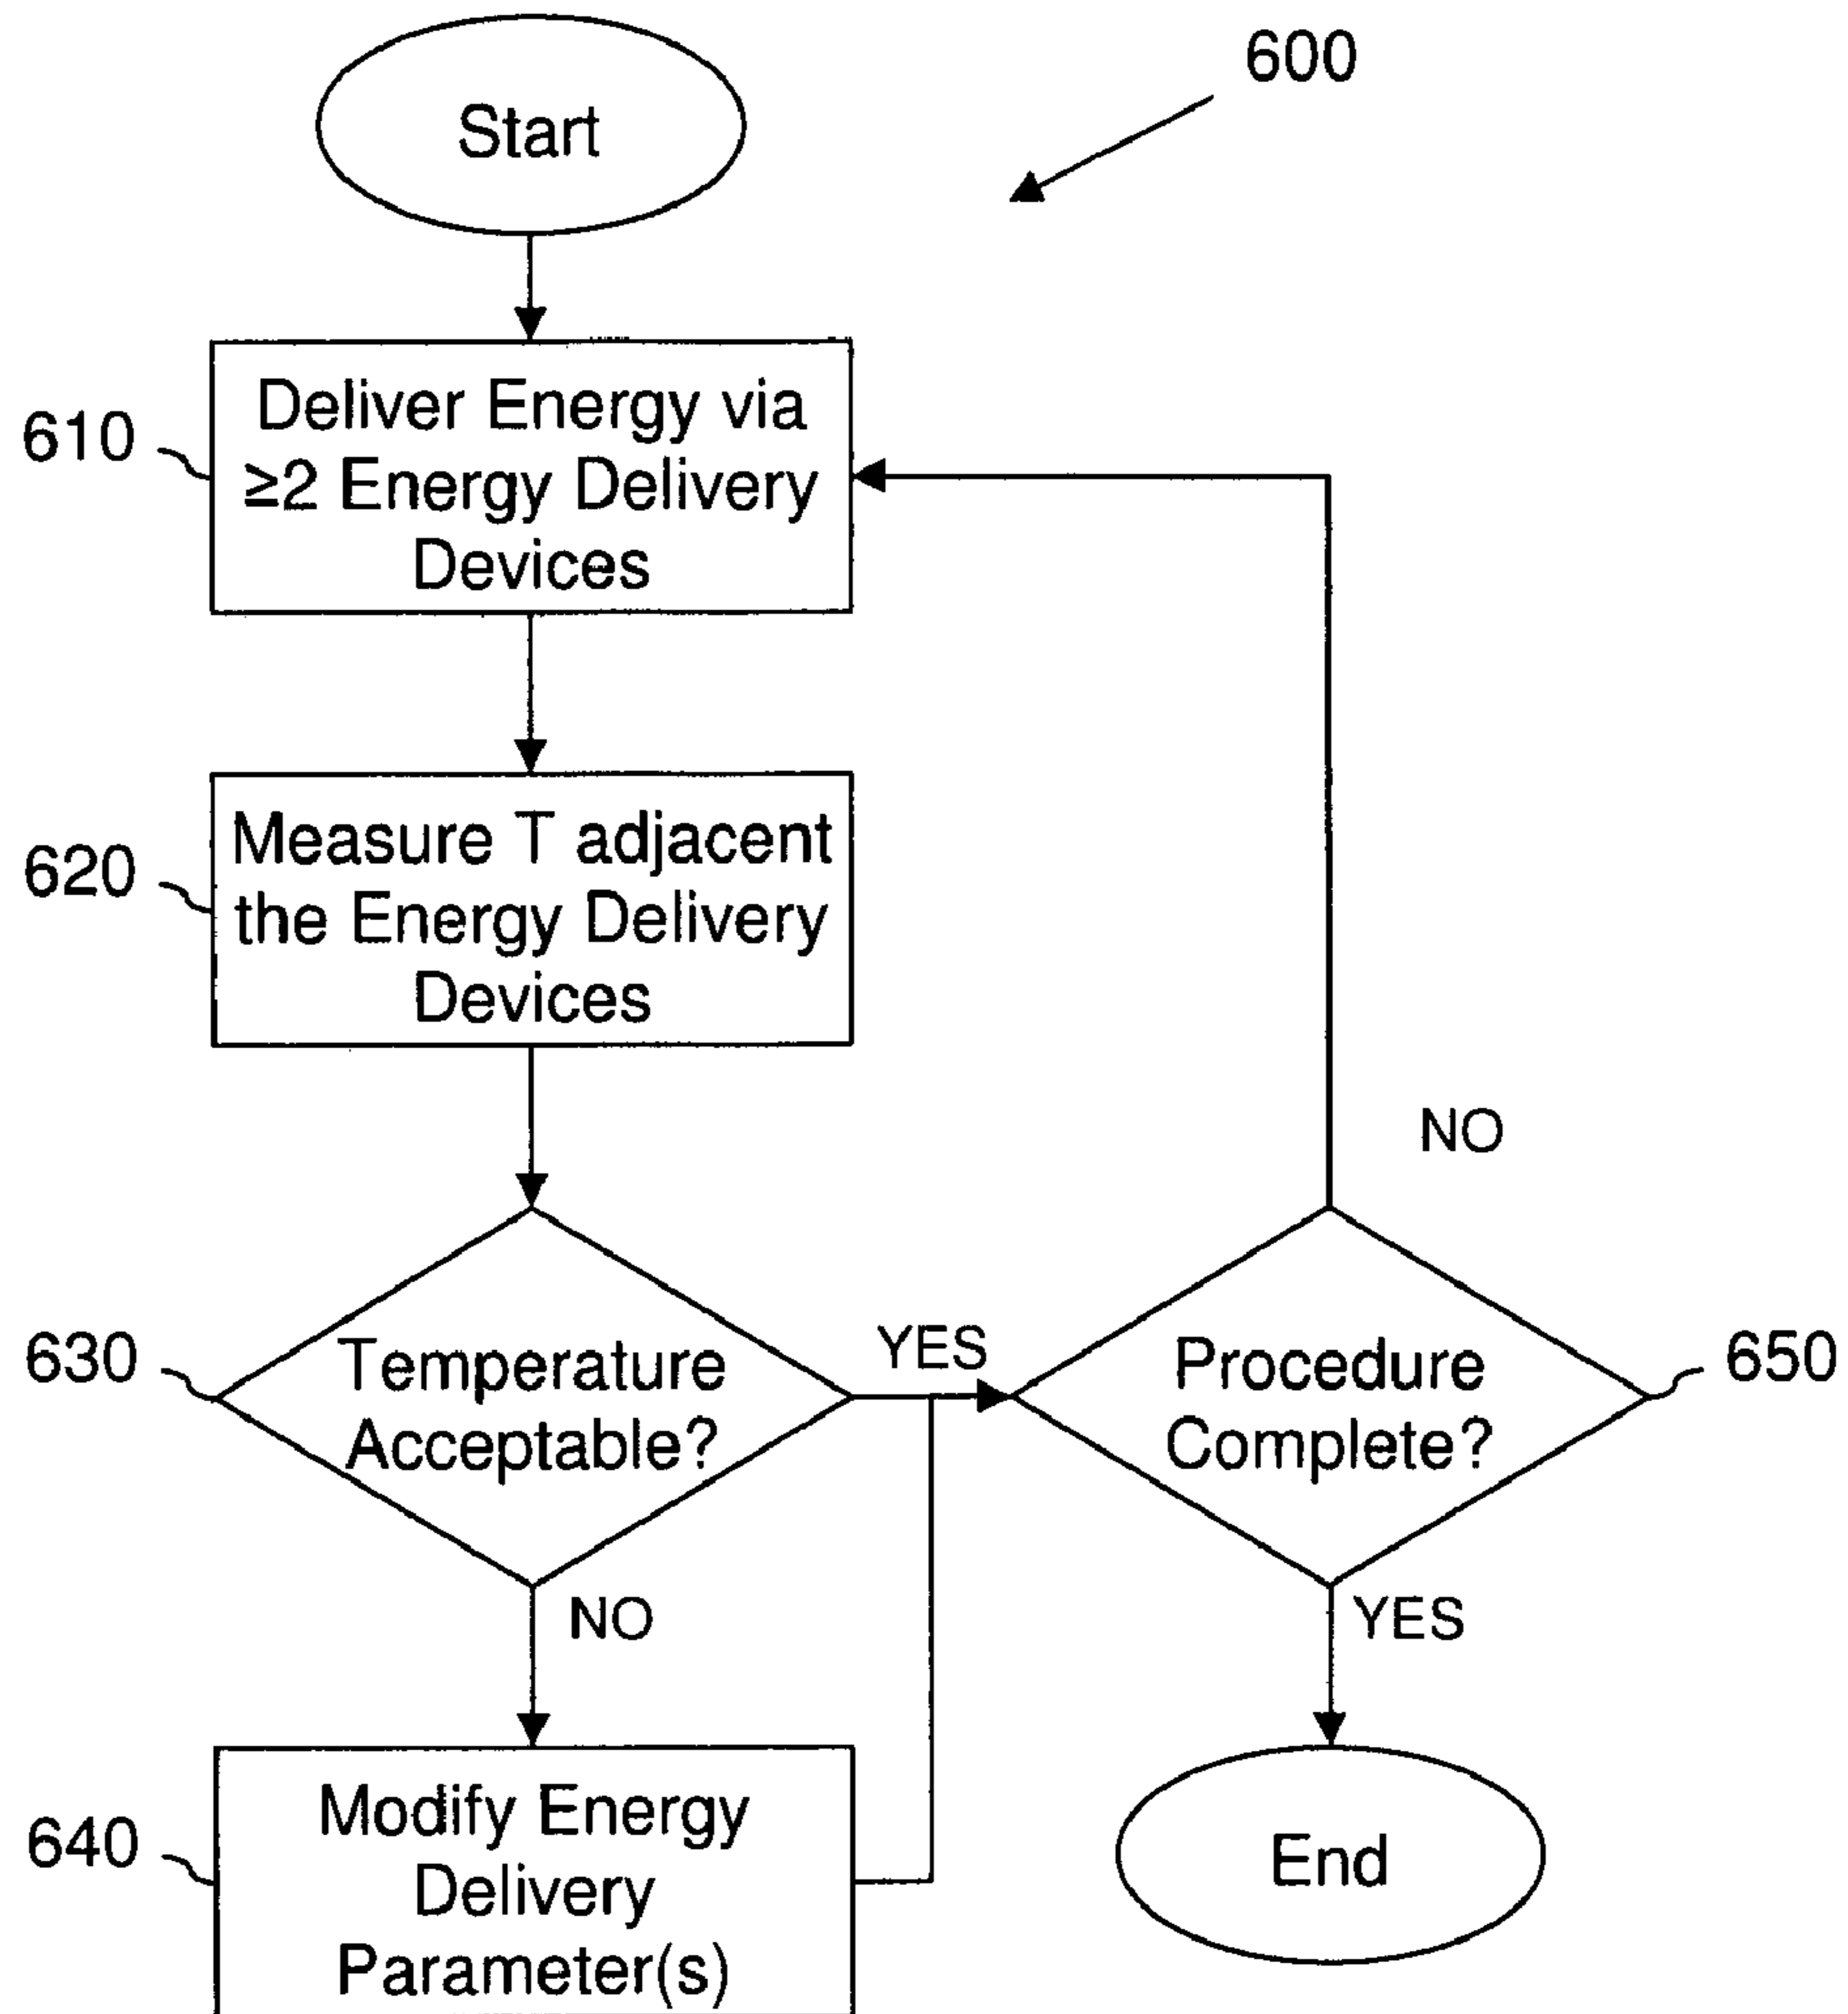 Start
600
610
Deliver Energy via
≥2 Energy Delivery
Devices
620
Measure T adjacent
the Energy Delivery
Devices
NO
630
Temperature
Acceptable?
YES
Procedure
Complete?
650
NO
YES
640
Modify Energy
Delivery
Parameter(s)
End